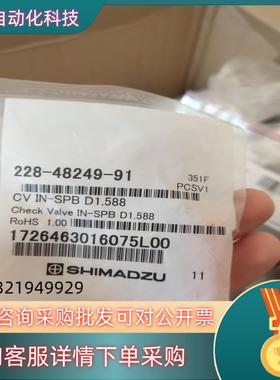 自动化科技
228-48249-91
351F
PCSV1
CV IN-SPB D1.588
Check Valve IN-SPB D1.588
RoHS 1.00
1726463016075L00
SHIMADZU
11
821949929
咨询采购批发可对公开票
客服详情下单采购